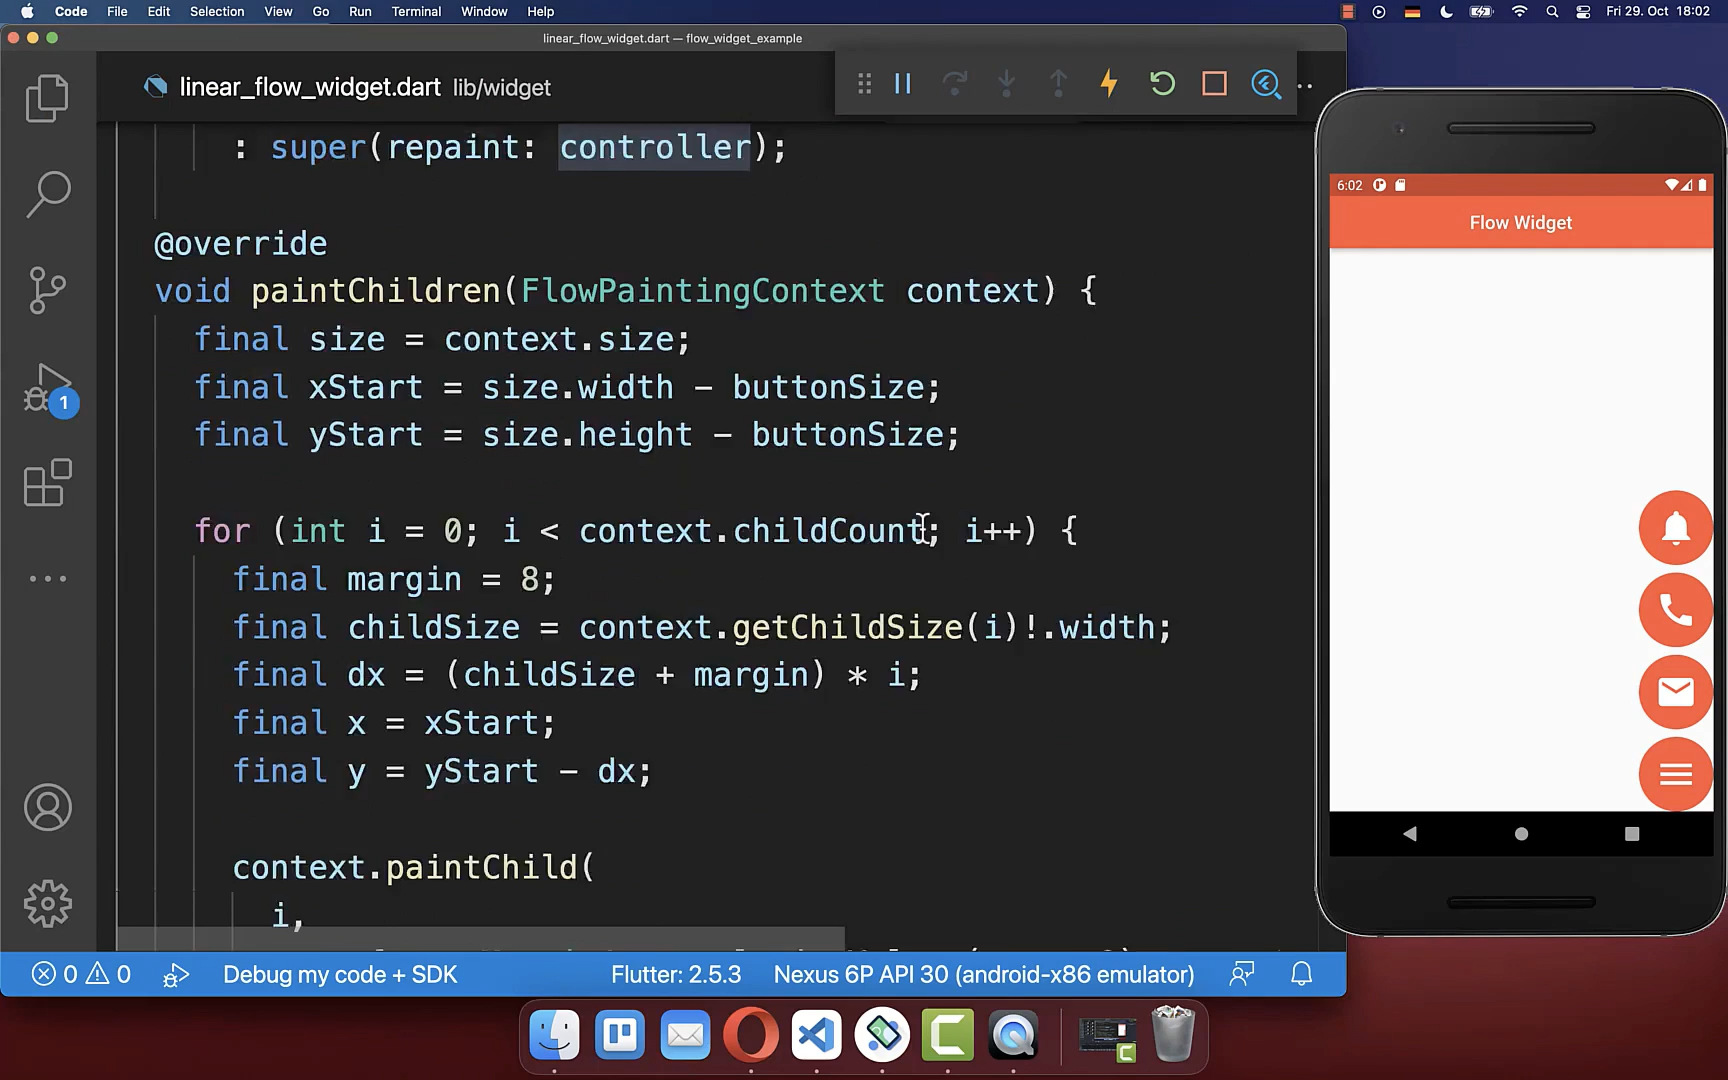 Code File Edit Selection View Go Run Terminal Window Help Fri 29. Oct 18:02
linear_flow_widget.dart — flow_widget_example
linear_flow_widget.dart lib/widget
: super(repaint: controller);
@override
void paintChildren(FlowPaintingContext context) {
final size = context.size;
final xStart = size.width - buttonSize;
final yStart = size.height - buttonSize;
for (int i = 0; i < context.childCount; i++) {
final margin = 8;
final childSize = context.getChildSize(i)!.width;
final dx = (childSize + margin) * i;
final x = xStart;
final y = yStart - dx;
context.paintChild(
i,
1
6:02
Flow Widget
0 0 Debug my code + SDK Flutter: 2.5.3 Nexus 6P API 30 (android-x86 emulator)